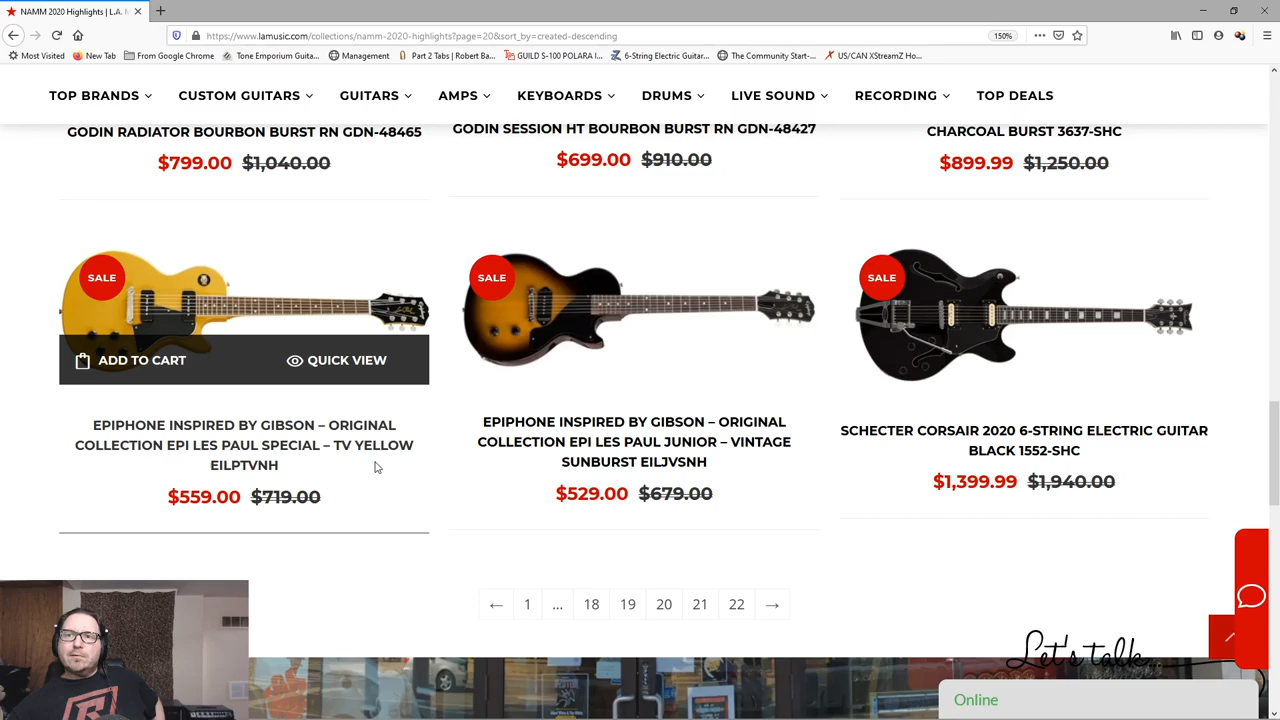 NAMM 2020 Highlights | L.A. M
https://www.lamusic.com/collections/namm-2020-highlights?page=20&sort_by=created-descending
150%
Most Visited New Tab From Google Chrome Tone Emporium Guita... Management Part 2 Tabs | Robert Ba... GUILD S-100 POLARA I... 6-String Electric Guitar... The Community Start-... US/CAN XStreamZ Ho...
TOP BRANDS CUSTOM GUITARS GUITARS AMPS KEYBOARDS DRUMS LIVE SOUND RECORDING TOP DEALS
GODIN RADIATOR BOURBON BURST RN GDN-48465
$799.00 $1,040.00
GODIN SESSION HT BOURBON BURST RN GDN-48427
$699.00 $910.00
CHARCOAL BURST 3637-SHC
$899.99 $1,250.00
SALE
ADD TO CART QUICK VIEW
EPIPHONE INSPIRED BY GIBSON – ORIGINAL
COLLECTION EPI LES PAUL SPECIAL – TV YELLOW
EILPTVNH
$559.00 $719.00
SALE
EPIPHONE INSPIRED BY GIBSON – ORIGINAL
COLLECTION EPI LES PAUL JUNIOR – VINTAGE
SUNBURST EILJVSNH
$529.00 $679.00
SALE
SCHECTER CORSAIR 2020 6-STRING ELECTRIC GUITAR
BLACK 1552-SHC
$1,399.99 $1,940.00
← 1 ... 18 19 20 21 22 →
Let's talk...
Online